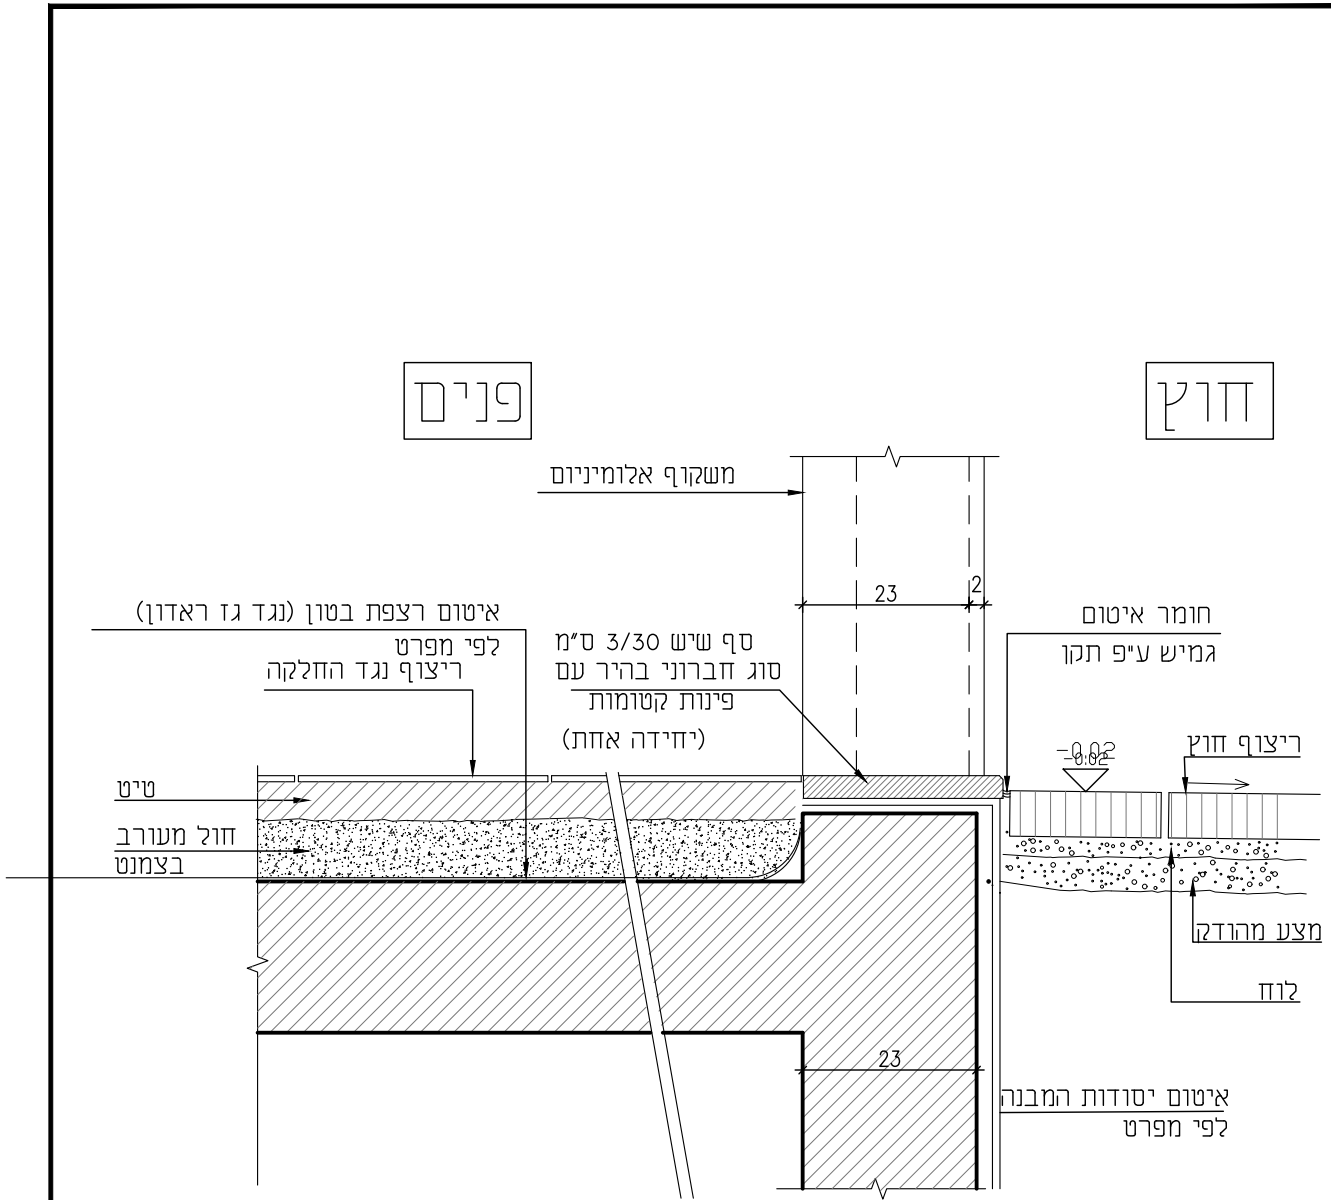 חוץ
פנים
משקוף אלומיניום
23
2
איטום רצפת בטון (נגד גז ראדון)
לפי מפרט
ריצוף נגד החלקה
סף שיש 3/30 ס"מ
סוג חברוני בהיר עם
פינות קטומות
(יחידה אחת)
חומר איטום
גמיש ע"פ תקן
-0.02
-0.02
ריצוף חוץ
טיט
חול מעורב
בצמנט
מצע מהודק
לוח
23
איטום יסודות המבנה
לפי מפרט